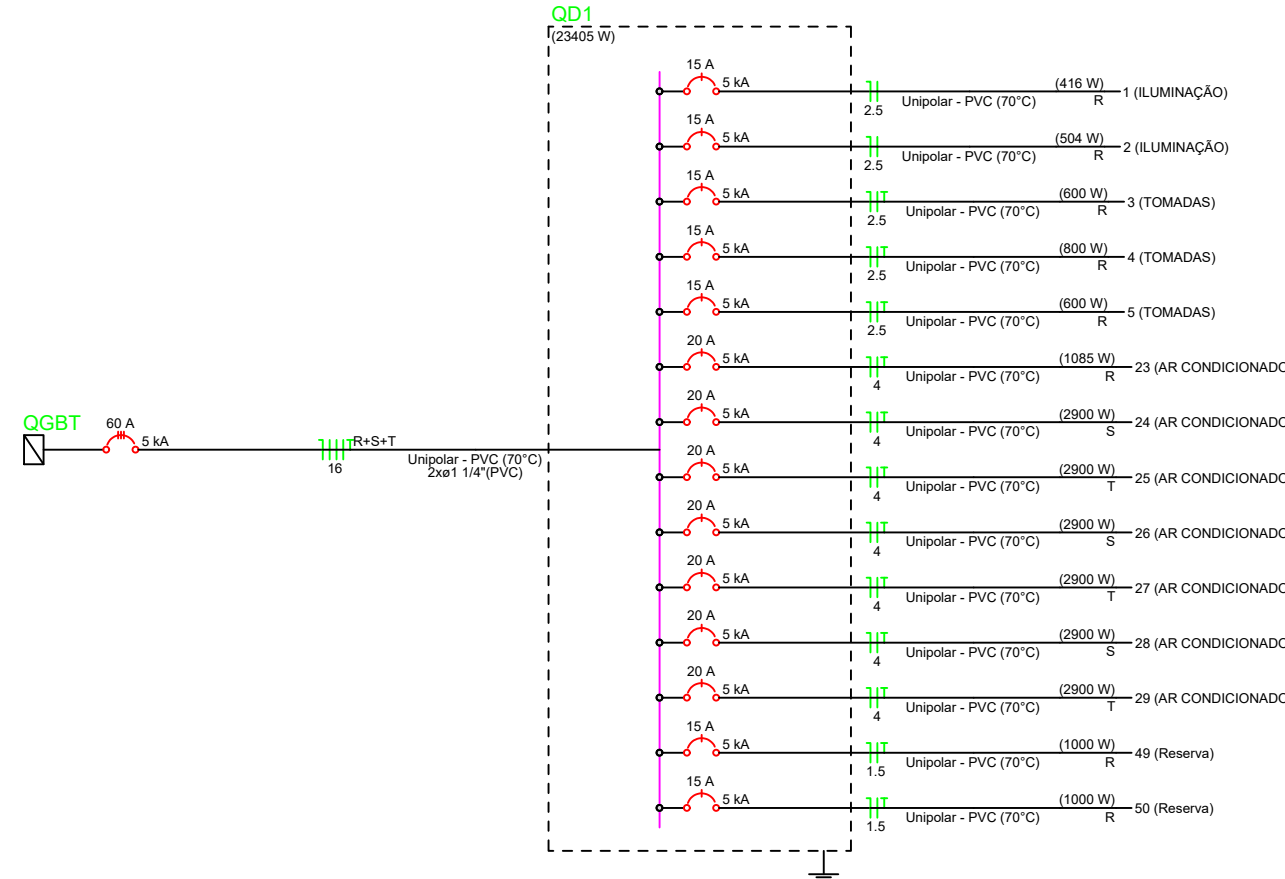 QD1
(23405 W)
15 A
5 kA
2.5
Unipolar - PVC (70°C)
(416 W)
R
1 (ILUMINAÇÃO)
15 A
5 kA
2.5
Unipolar - PVC (70°C)
(504 W)
R
2 (ILUMINAÇÃO)
15 A
5 kA
T
2.5
Unipolar - PVC (70°C)
(600 W)
R
3 (TOMADAS)
15 A
5 kA
T
2.5
Unipolar - PVC (70°C)
(800 W)
R
4 (TOMADAS)
15 A
5 kA
T
2.5
Unipolar - PVC (70°C)
(600 W)
R
5 (TOMADAS)
20 A
5 kA
T
4
Unipolar - PVC (70°C)
(1085 W)
R
23 (AR CONDICIONADO
QGBT
60 A
5 kA
T
R+S+T
16
Unipolar - PVC (70°C)
2xø1 1/4"(PVC)
20 A
5 kA
T
4
Unipolar - PVC (70°C)
(2900 W)
S
24 (AR CONDICIONADO
20 A
5 kA
T
4
Unipolar - PVC (70°C)
(2900 W)
T
25 (AR CONDICIONADO
20 A
5 kA
T
4
Unipolar - PVC (70°C)
(2900 W)
S
26 (AR CONDICIONADO
20 A
5 kA
T
4
Unipolar - PVC (70°C)
(2900 W)
T
27 (AR CONDICIONADO
20 A
5 kA
T
4
Unipolar - PVC (70°C)
(2900 W)
S
28 (AR CONDICIONADO
20 A
5 kA
T
4
Unipolar - PVC (70°C)
(2900 W)
T
29 (AR CONDICIONADO
15 A
5 kA
T
1.5
Unipolar - PVC (70°C)
(1000 W)
R
49 (Reserva)
15 A
5 kA
T
1.5
Unipolar - PVC (70°C)
(1000 W)
R
50 (Reserva)